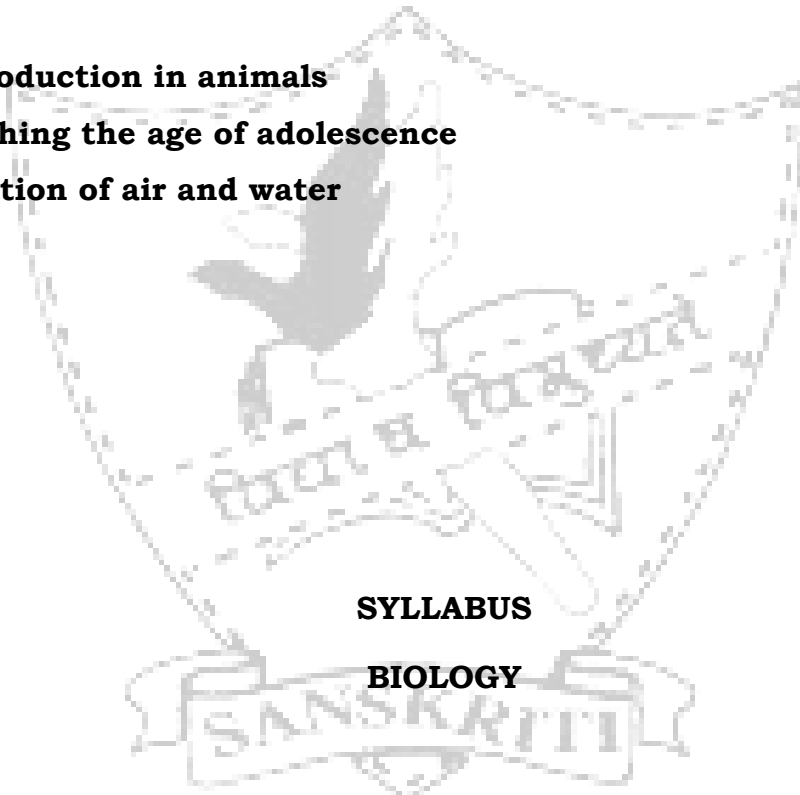 oduction in animals
hing the age of adolescence
tion of air and water
SYLLABUS
BIOLOGY
SANSKRITI